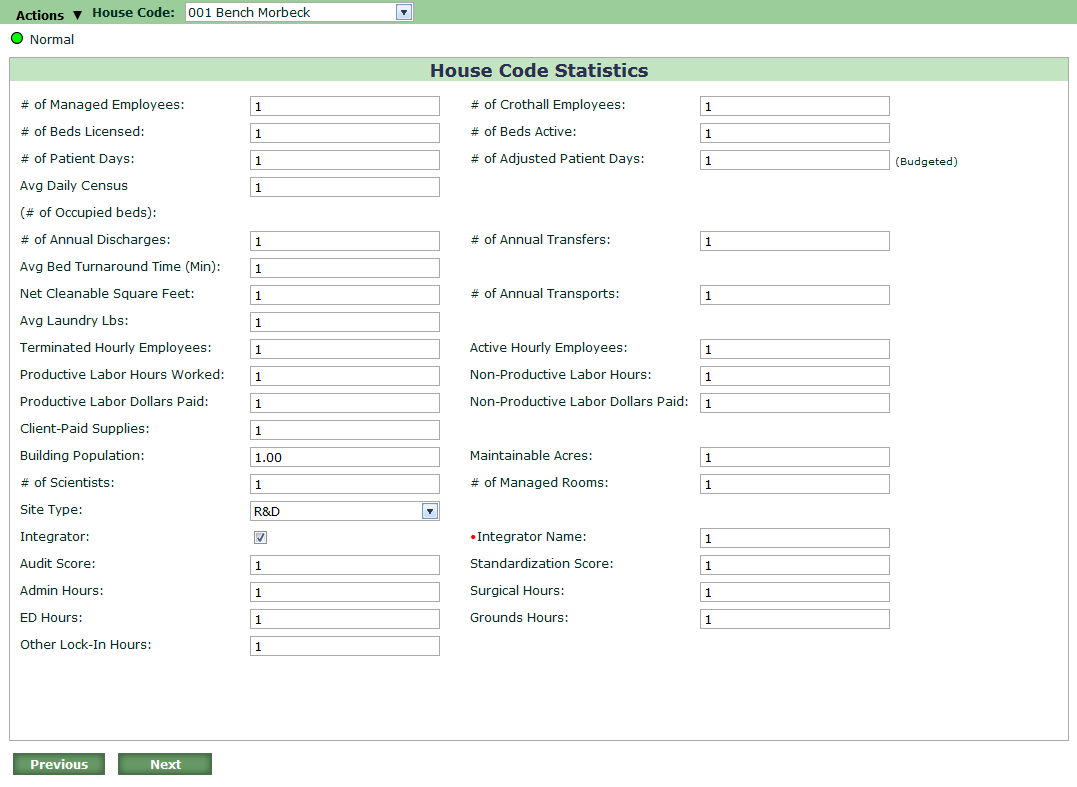 Actions ▼ House Code: 001 Bench Morbeck
Normal
House Code Statistics
# of Managed Employees: 1 # of Crothall Employees: 1
# of Beds Licensed: 1 # of Beds Active: 1
# of Patient Days: 1 # of Adjusted Patient Days: 1 (Budgeted)
Avg Daily Census 1
(# of Occupied beds):
# of Annual Discharges: 1 # of Annual Transfers: 1
Avg Bed Turnaround Time (Min): 1
Net Cleanable Square Feet: 1 # of Annual Transports: 1
Avg Laundry Lbs: 1
Terminated Hourly Employees: 1 Active Hourly Employees: 1
Productive Labor Hours Worked: 1 Non-Productive Labor Hours: 1
Productive Labor Dollars Paid: 1 Non-Productive Labor Dollars Paid: 1
Client-Paid Supplies: 1
Building Population: 1.00 Maintainable Acres: 1
# of Scientists: 1 # of Managed Rooms: 1
Site Type: R&D
Integrator: •Integrator Name: 1
Audit Score: 1 Standardization Score: 1
Admin Hours: 1 Surgical Hours: 1
ED Hours: 1 Grounds Hours: 1
Other Lock-In Hours: 1
Previous Next